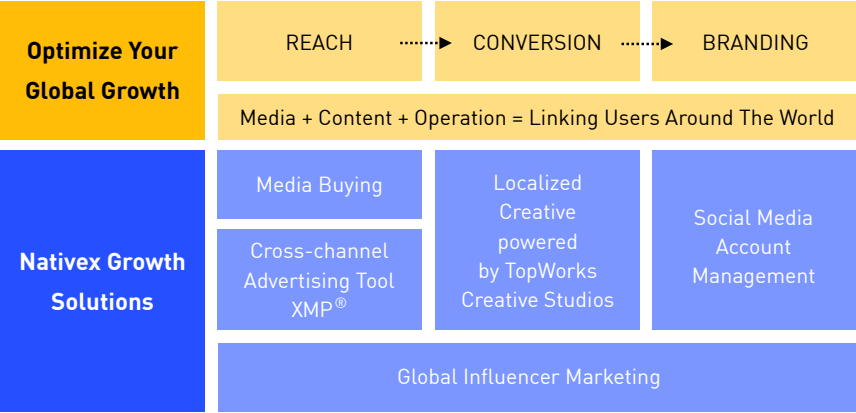 Optimize Your
Global Growth
REACH
CONVERSION
BRANDING
Media + Content + Operation = Linking Users Around The World
Nativex Growth
Solutions
Media Buying
Cross-channel
Advertising Tool
XMP®
Localized
Creative
powered
by TopWorks
Creative Studios
Social Media
Account
Management
Global Influencer Marketing